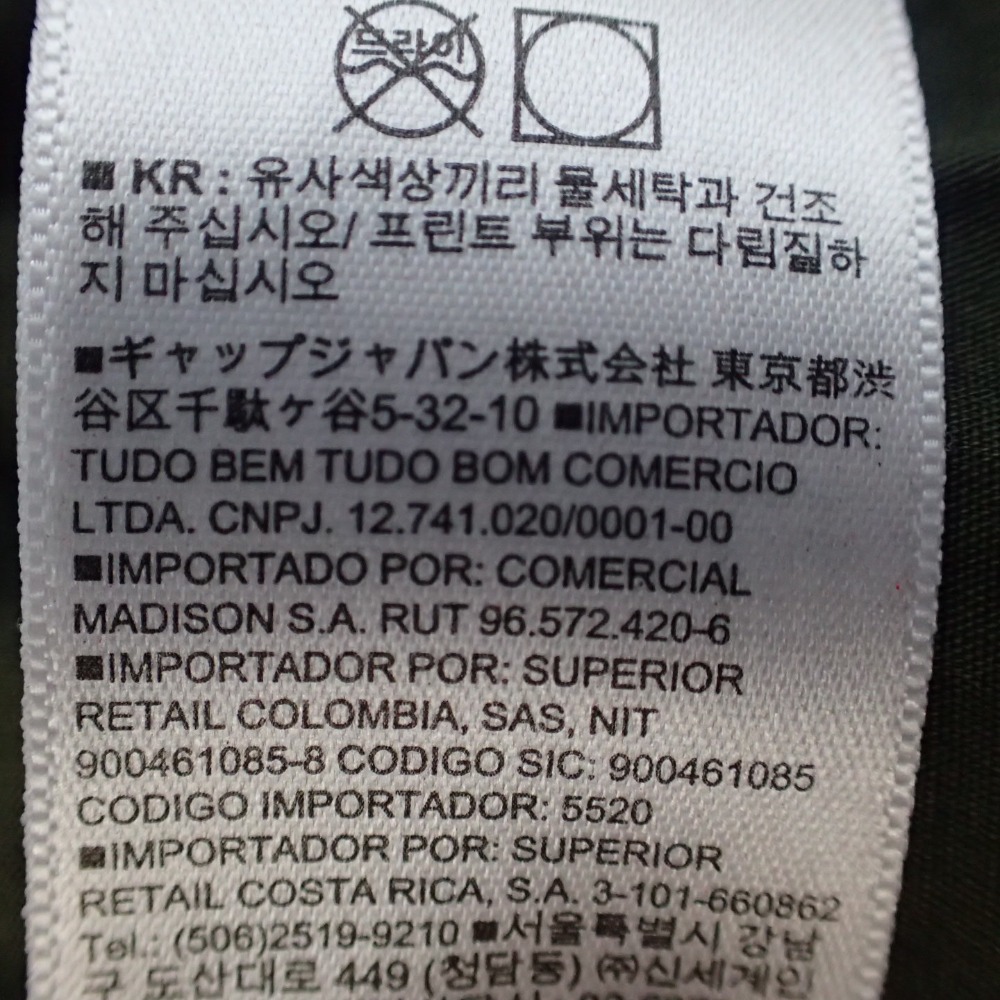 드라이
■ KR : 유사색상끼리 물세탁과 건조
해 주십시오/ 프린트 부위는 다림질하
지 마십시오
■ギャップジャパン株式会社 東京都渋
谷区千駄ヶ谷5-32-10 ■IMPORTADOR:
TUDO BEM TUDO BOM COMERCIO
LTDA. CNPJ. 12.741.020/0001-00
■IMPORTADO POR: COMERCIAL
MADISON S.A. RUT 96.572.420-6
■IMPORTADOR POR: SUPERIOR
RETAIL COLOMBIA, SAS, NIT
900461085-8 CODIGO SIC: 900461085
CODIGO IMPORTADOR: 5520
■IMPORTADOR POR: SUPERIOR
RETAIL COSTA RICA, S.A. 3-101-660862
Tel.: (506)2519-9210 ■서울특별시 강남
구 도산대로 449 (청담동) ㈜신세계인